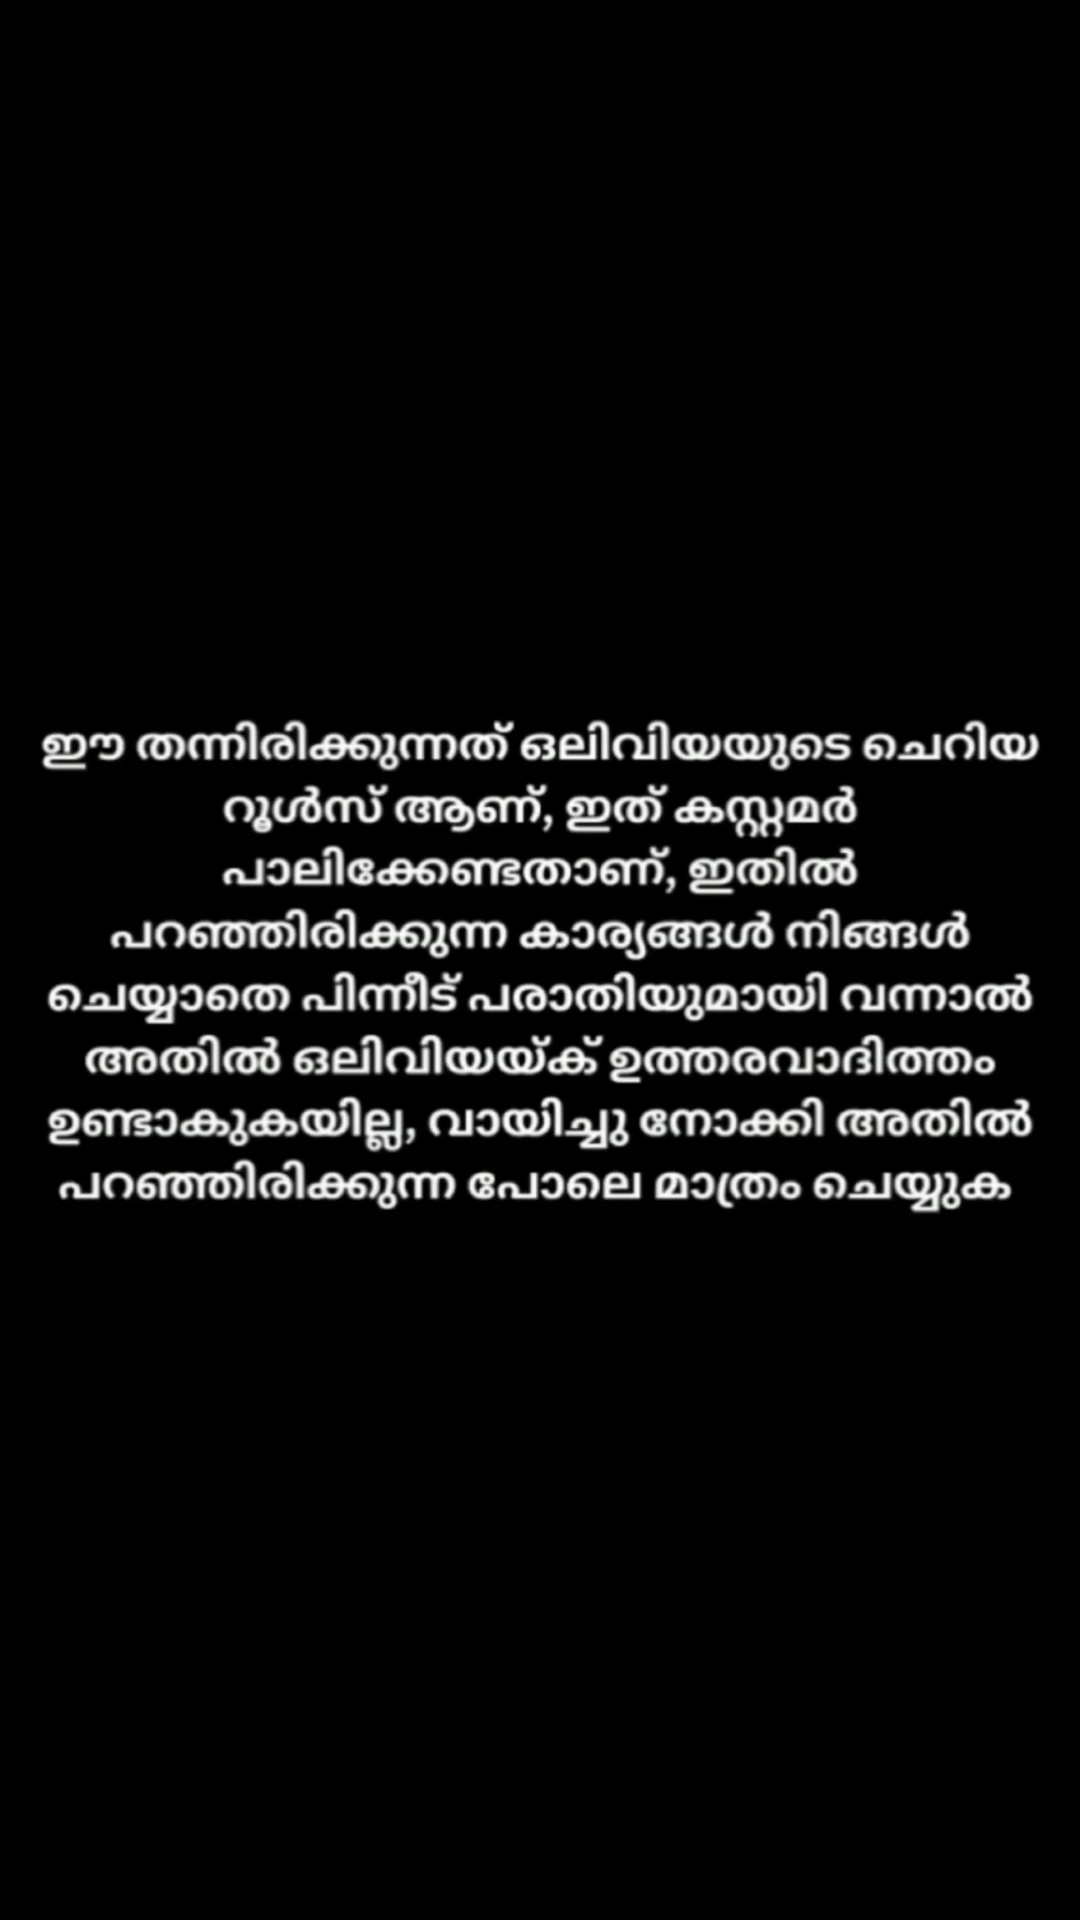 ഈ തന്നിരിക്കുന്നത് ഒലിവിയയുടെ ചെറിയ
റൂൾസ് ആണ്, ഇത് കസ്റ്റമർ
പാലിക്കേണ്ടതാണ്, ഇതിൽ
പറഞ്ഞിരിക്കുന്ന കാര്യങ്ങൾ നിങ്ങൾ
ചെയ്യാതെ പിന്നീട് പരാതിയുമായി വന്നാൽ
അതിൽ ഒലിവിയയ്ക് ഉത്തരവാദിത്തം
ഉണ്ടാകുകയില്ല, വായിച്ചു നോക്കി അതിൽ
പറഞ്ഞിരിക്കുന്ന പോലെ മാത്രം ചെയ്യുക